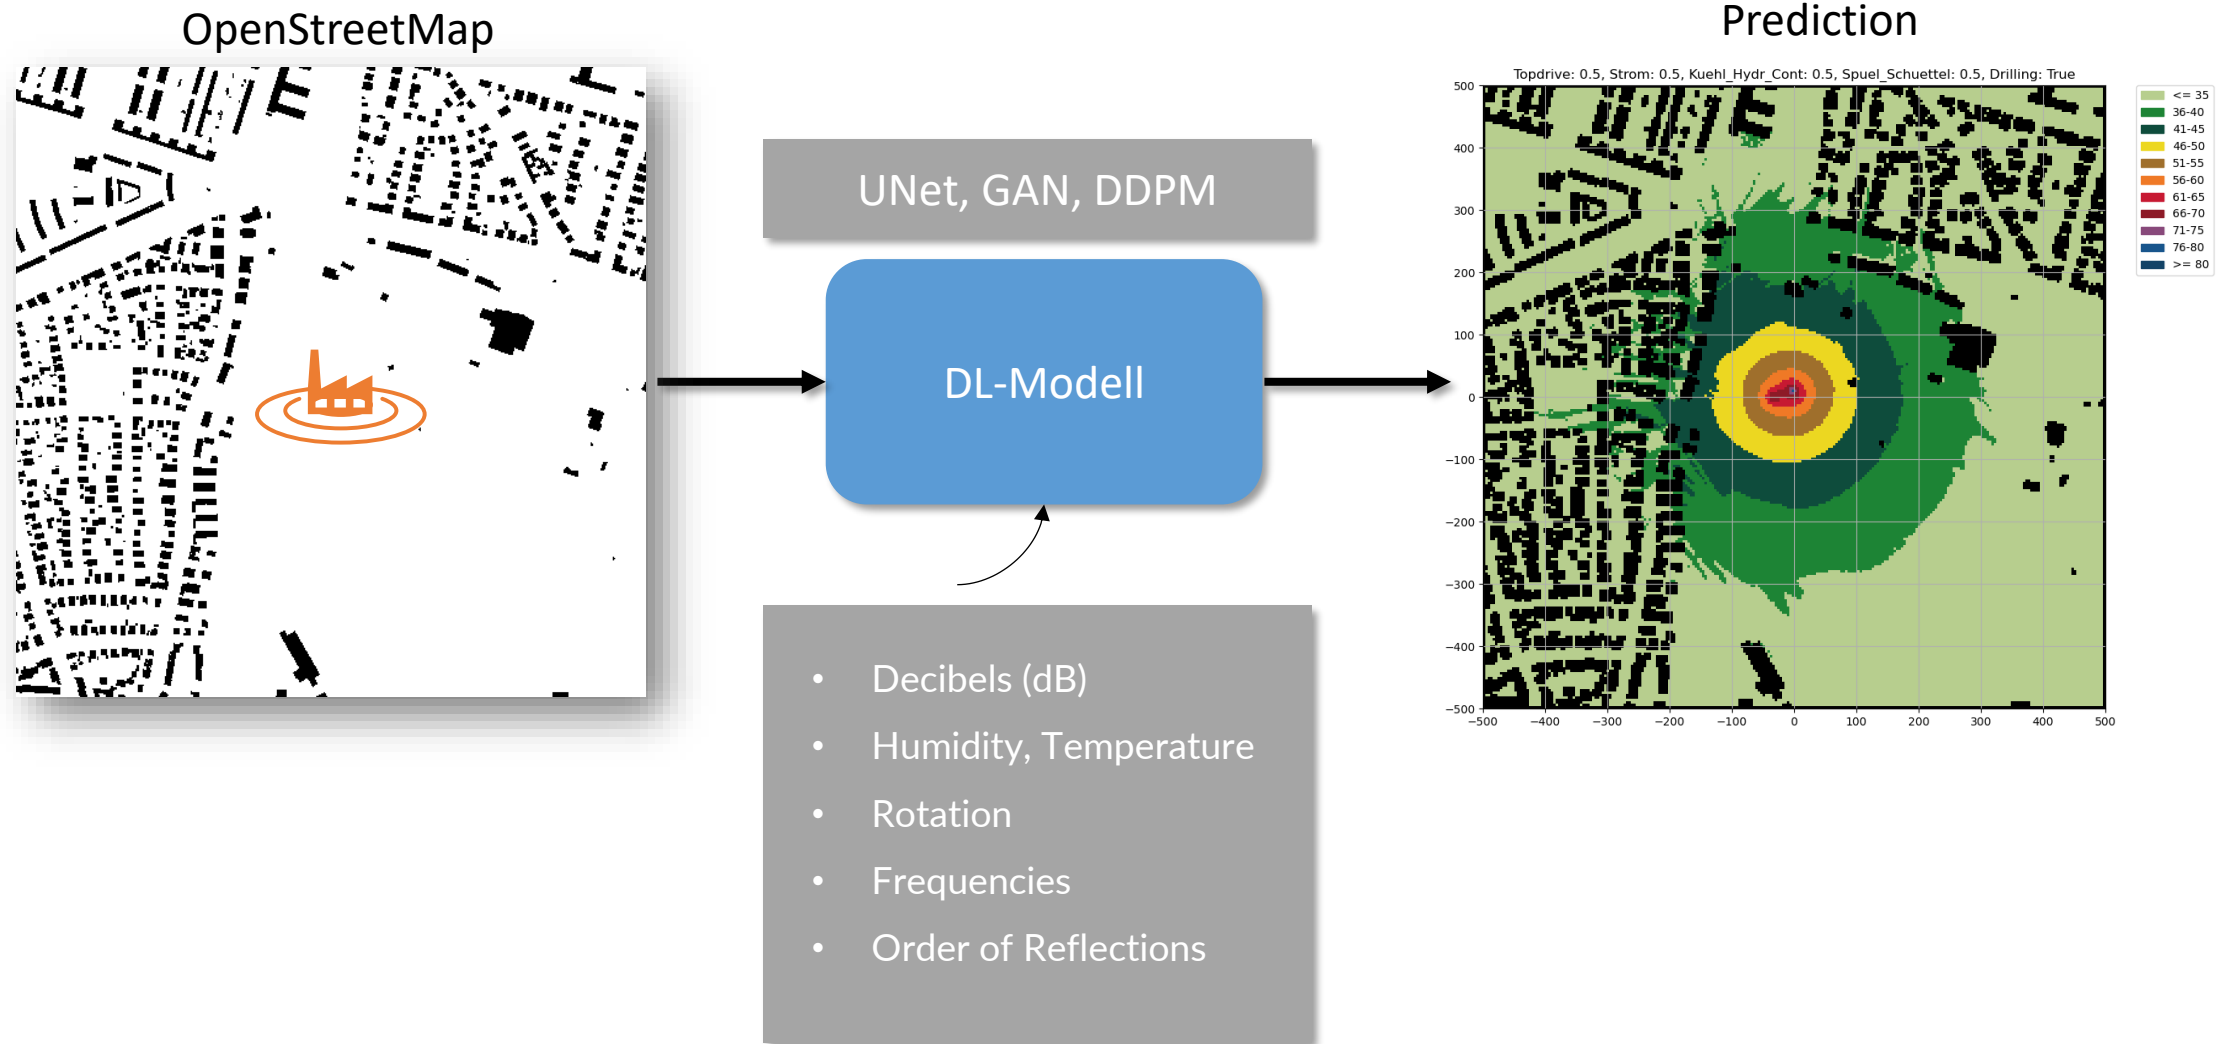 OpenStreetMap
UNet, GAN, DDPM
DL-Modell
• Decibels (dB)
• Humidity, Temperature
• Rotation
• Frequencies
• Order of Reflections
Prediction
Topdrive: 0.5, Strom: 0.5, Kuehl_Hydr_Cont: 0.5, Spuel_Schuettel: 0.5, Drilling: True
500
400
300
200
100
0
−100
−200
−300
−400
−500
−500 −400 −300 −200 −100 0 100 200 300 400 500
<= 35
36-40
41-45
46-50
51-55
56-60
61-65
66-70
71-75
76-80
>= 80